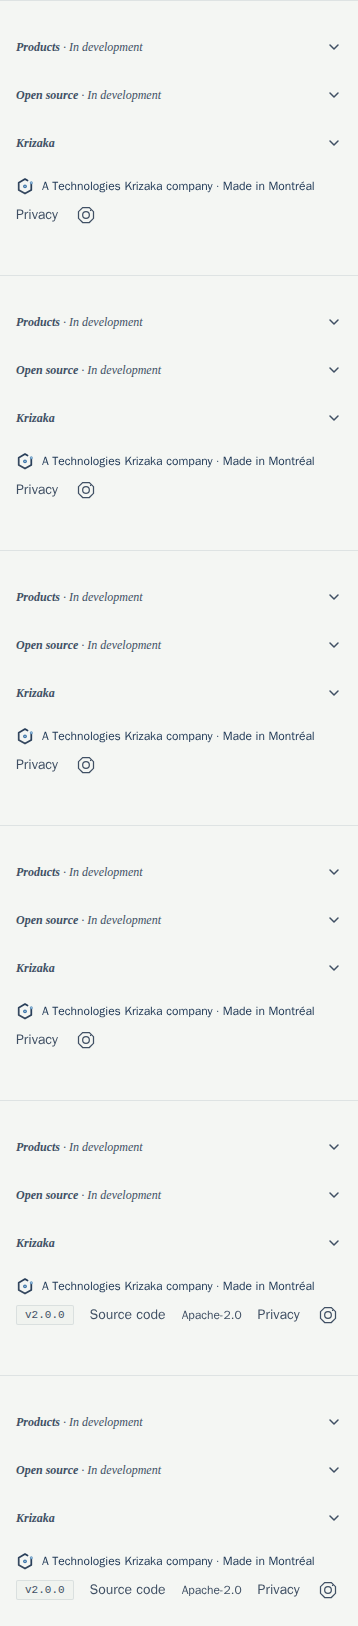 Products · In development
Open source · In development
Krizaka
A Technologies Krizaka company · Made in Montréal
Privacy
Products · In development
Open source · In development
Krizaka
A Technologies Krizaka company · Made in Montréal
Privacy
Products · In development
Open source · In development
Krizaka
A Technologies Krizaka company · Made in Montréal
Privacy
Products · In development
Open source · In development
Krizaka
A Technologies Krizaka company · Made in Montréal
Privacy
Products · In development
Open source · In development
Krizaka
A Technologies Krizaka company · Made in Montréal
v2.0.0 Source code Apache-2.0 Privacy
Products · In development
Open source · In development
Krizaka
A Technologies Krizaka company · Made in Montréal
v2.0.0 Source code Apache-2.0 Privacy